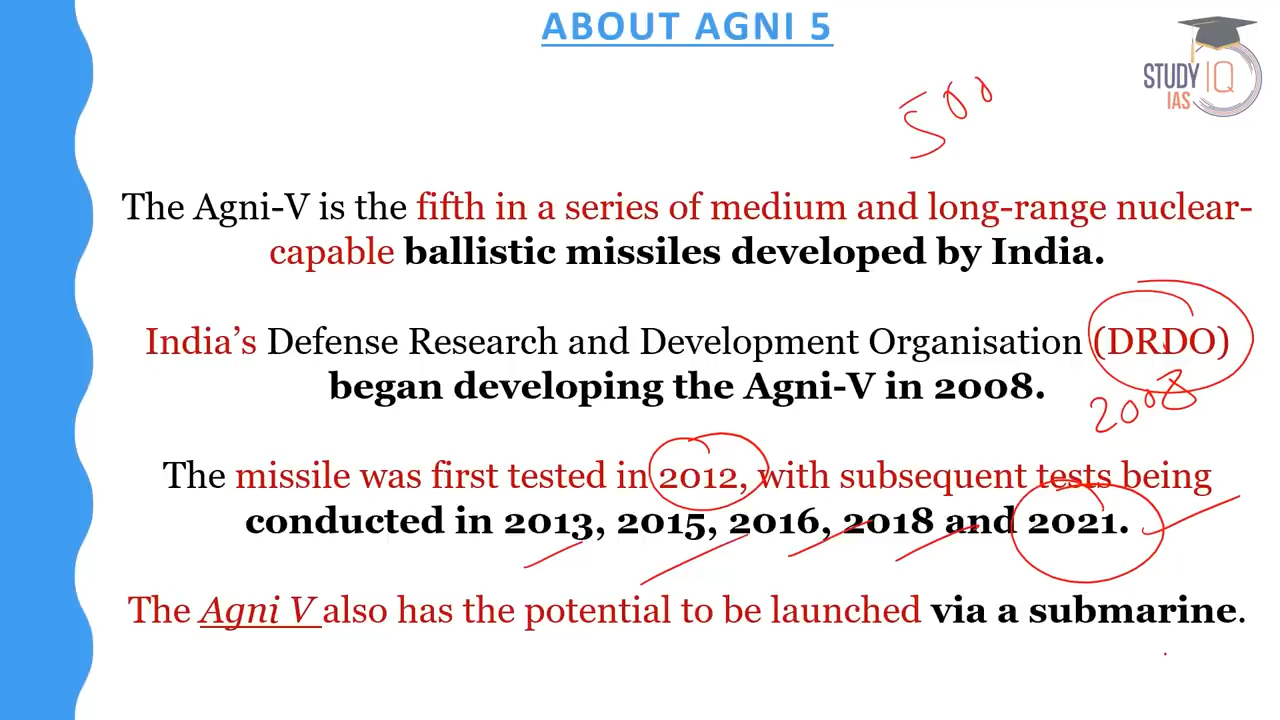 ABOUT AGNI 5
STUDY IQ
IAS
500
The Agni-V is the fifth in a series of medium and long-range nuclear-
capable ballistic missiles developed by India.
India's Defense Research and Development Organisation (DRDO)
began developing the Agni-V in 2008.
2008
The missile was first tested in 2012, with subsequent tests being
conducted in 2013, 2015, 2016, 2018 and 2021.
The Agni V also has the potential to be launched via a submarine.